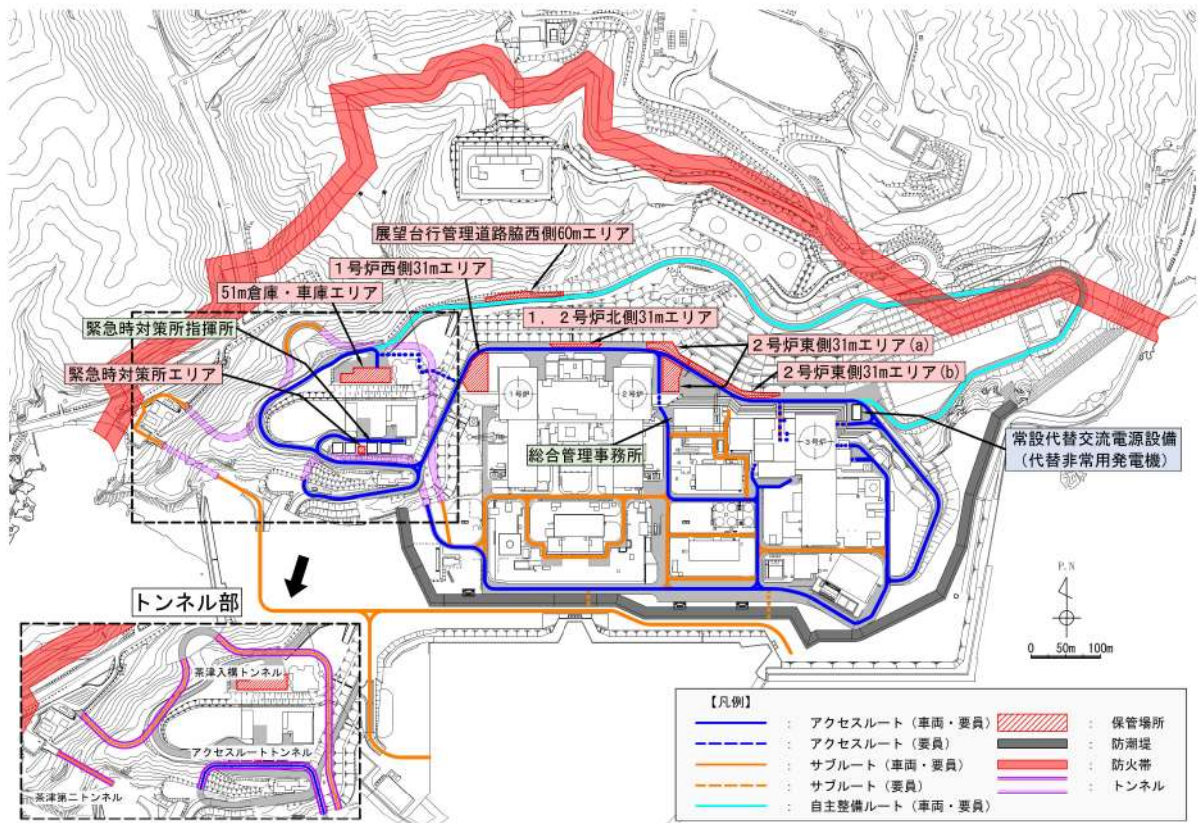 展望台行管理道路脇西側60mエリア
1号炉西側31mエリア
51m倉庫・車庫エリア
1,2号炉北側31mエリア
緊急時対策所指揮所
2号炉東側31mエリア(a)
緊急時対策所エリア
2号炉東側31mエリア(b)
1号炉
2号炉
3号炉
総合管理事務所
常設代替交流電源設備
(代替非常用発電機)
トンネル部
P.N
0 50m 100m
茶津入構トンネル
アクセスルートトンネル
茶津第二トンネル
【凡例】
: アクセスルート(車両・要員)
: アクセスルート(要員)
: サブルート(車両・要員)
: サブルート(要員)
: 自主整備ルート(車両・要員)
: 保管場所
: 防潮堤
: 防火帯
: トンネル